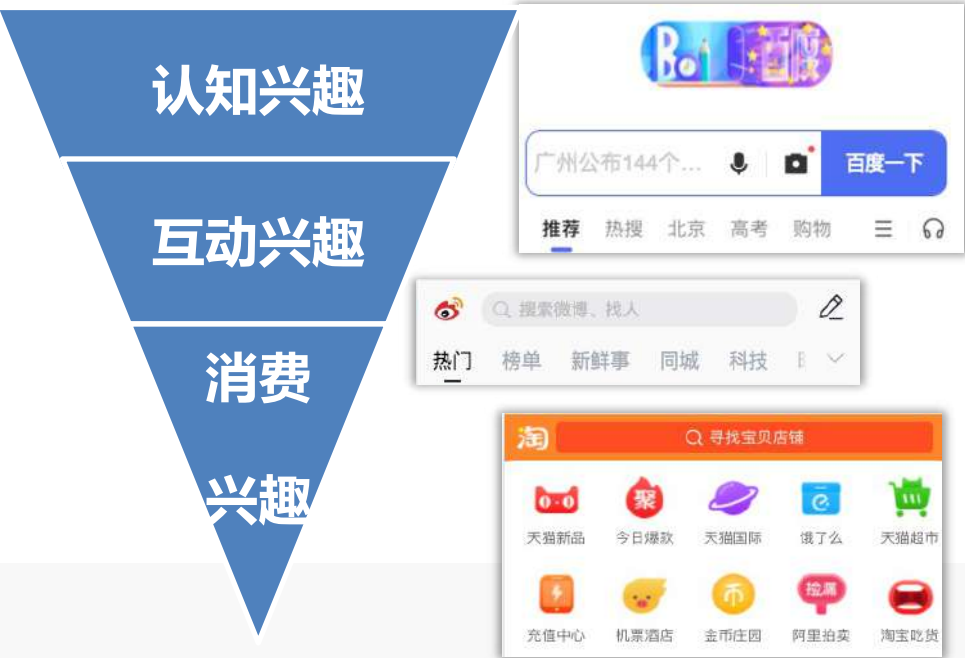 认知兴趣
互动兴趣
消费
兴趣
Bai 百度
广州公布144个...
百度一下
推荐 热搜 北京 高考 购物
搜索微博、找人
热门 榜单 新鲜事 同城 科技
淘 寻找宝贝店铺
聚
天猫新品 今日爆款 天猫国际 饿了么 天猫超市
币 捡漏
充值中心 机票酒店 金币庄园 阿里拍卖 淘宝吃货